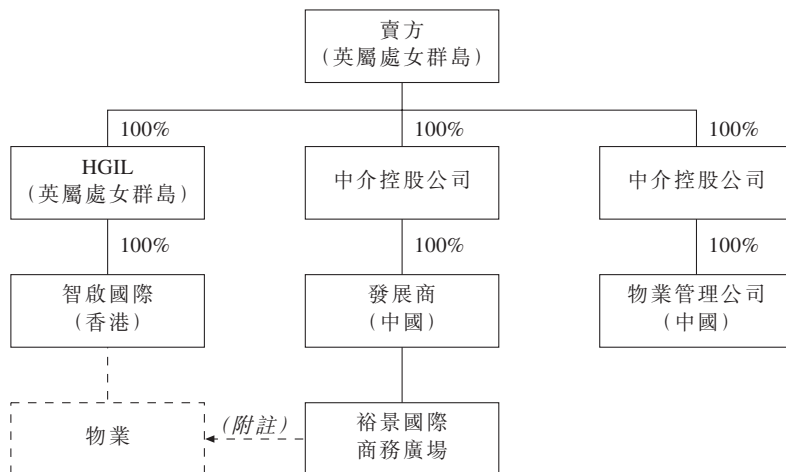 賣方
(英屬處女群島)
100%
100%
100%
HGIL
(英屬處女群島)
中介控股公司
中介控股公司
100%
100%
100%
智啟國際
(香港)
發展商
(中國)
物業管理公司
(中國)
物業
(附註)
裕景國際
商務廣場